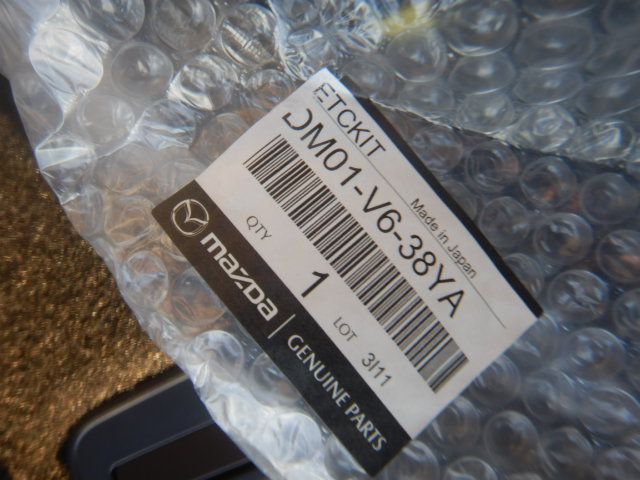 ETCKIT
DM01-V6-38YA
Made in Japan
QTY
1
LOT
3I11
mazda
GENUINE PARTS